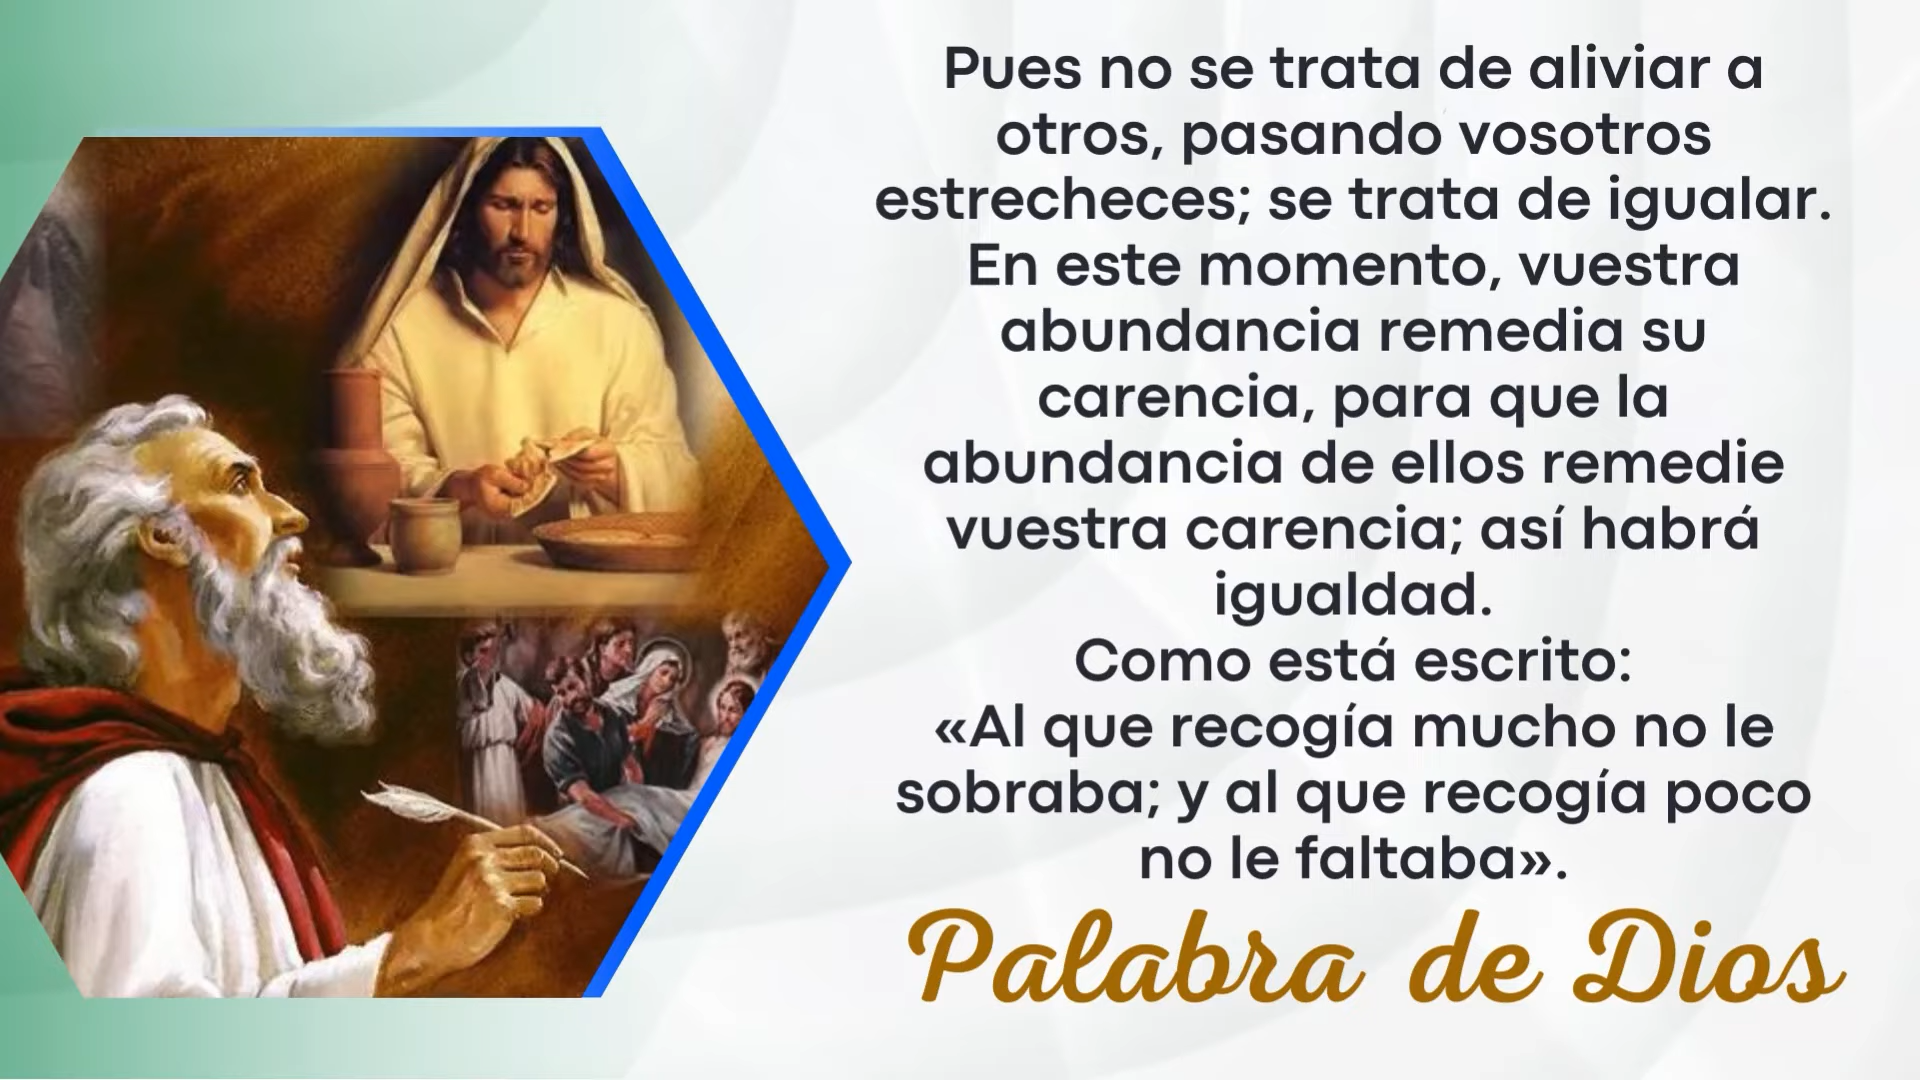 Pues no se trata de aliviar a
otros, pasando vosotros
estrecheces; se trata de igualar.
En este momento, vuestra
abundancia remedia su
carencia, para que la
abundancia de ellos remedie
vuestra carencia; así habrá
igualdad.
Como está escrito:
«Al que recogía mucho no le
sobraba; y al que recogía poco
no le faltaba».
Palabra de Dios